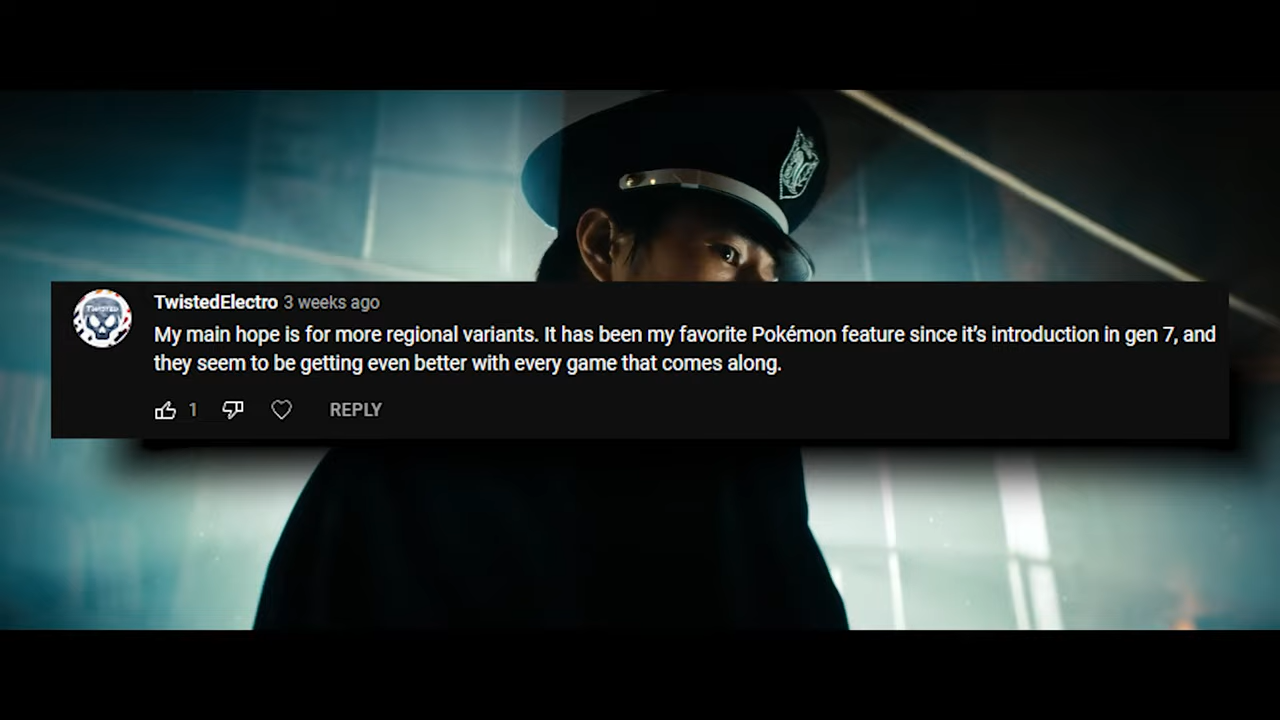 TwistedElectro 3 weeks ago
My main hope is for more regional variants. It has been my favorite Pokémon feature since it's introduction in gen 7, and
they seem to be getting even better with every game that comes along.
1 REPLY
TWISTED